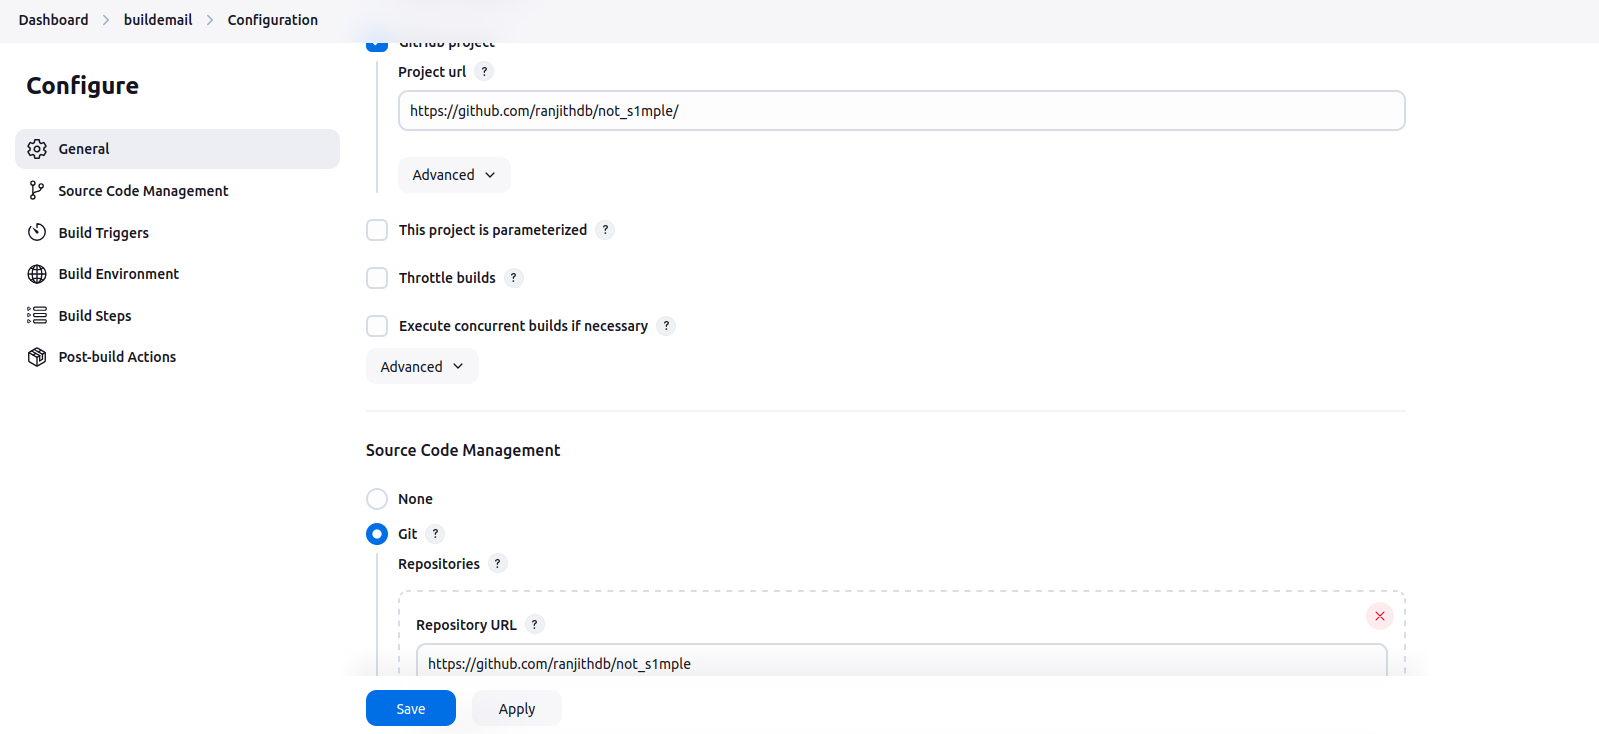 Dashboard > buildemail > Configuration
Configure
General
Source Code Management
Build Triggers
Build Environment
Build Steps
Post-build Actions
GitHub project
Project url ?
https://github.com/ranjithdb/not_s1mple/
Advanced
This project is parameterized ?
Throttle builds ?
Execute concurrent builds if necessary ?
Advanced
Source Code Management
None
Git ?
Repositories ?
Repository URL ?
https://github.com/ranjithdb/not_s1mple
Save
Apply